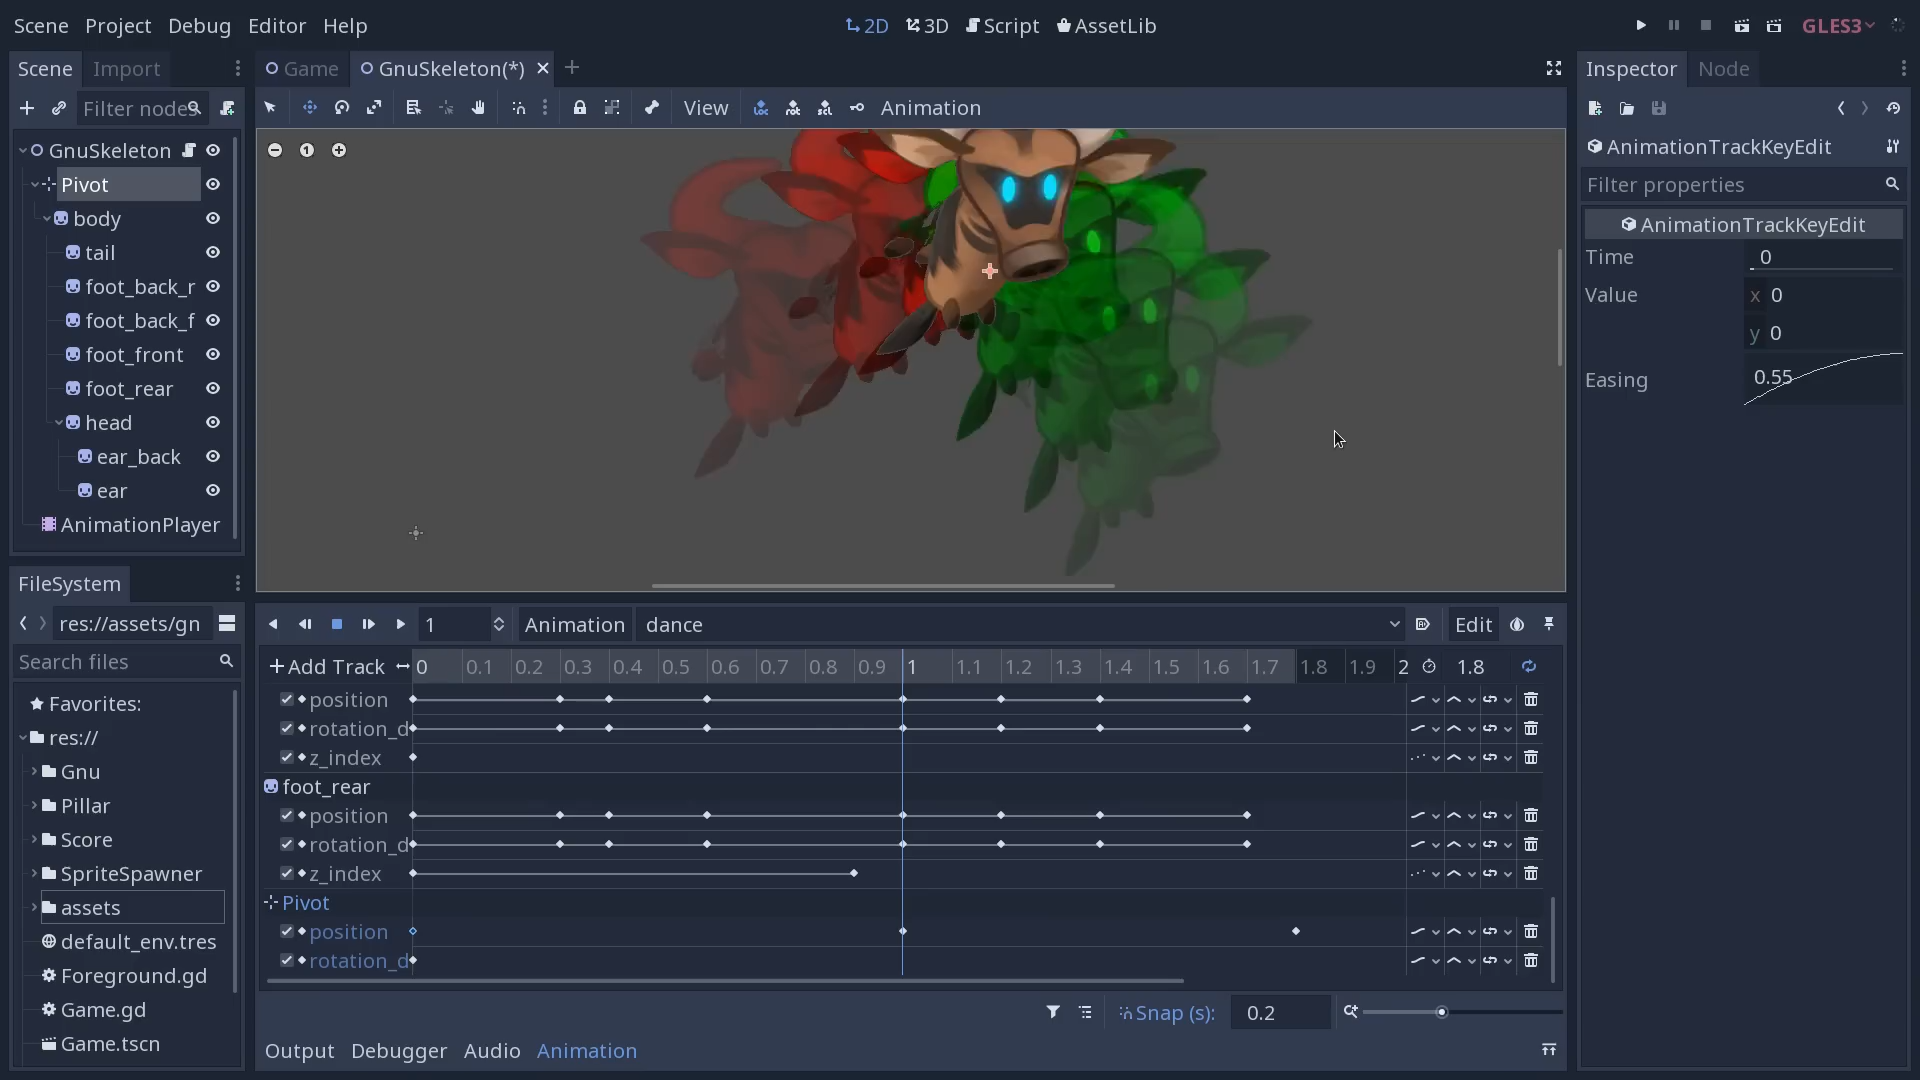 Scene Project Debug Editor Help
2D 3D Script AssetLib
GLES3
Scene Import
Filter nodes
GnuSkeleton
Pivot
body
tail
foot_back_r
foot_back_f
foot_front
foot_rear
head
ear_back
ear
AnimationPlayer
FileSystem
res://assets/gn
Search files
Favorites:
res://
Gnu
Pillar
Score
SpriteSpawner
assets
default_env.tres
Foreground.gd
Game.gd
Game.tscn
Game GnuSkeleton(*)
View Animation
1
1 Animation dance Edit
Add Track 0 0.1 0.2 0.3 0.4 0.5 0.6 0.7 0.8 0.9 1 1.1 1.2 1.3 1.4 1.5 1.6 1.7 1.8 1.9 2 1.8
position
rotation_d
z_index
foot_rear
position
rotation_d
z_index
Pivot
position
rotation_d
Snap (s): 0.2
Output Debugger Audio Animation
Inspector Node
AnimationTrackKeyEdit
Filter properties
AnimationTrackKeyEdit
Time 0
Value x 0
y 0
Easing 0.55